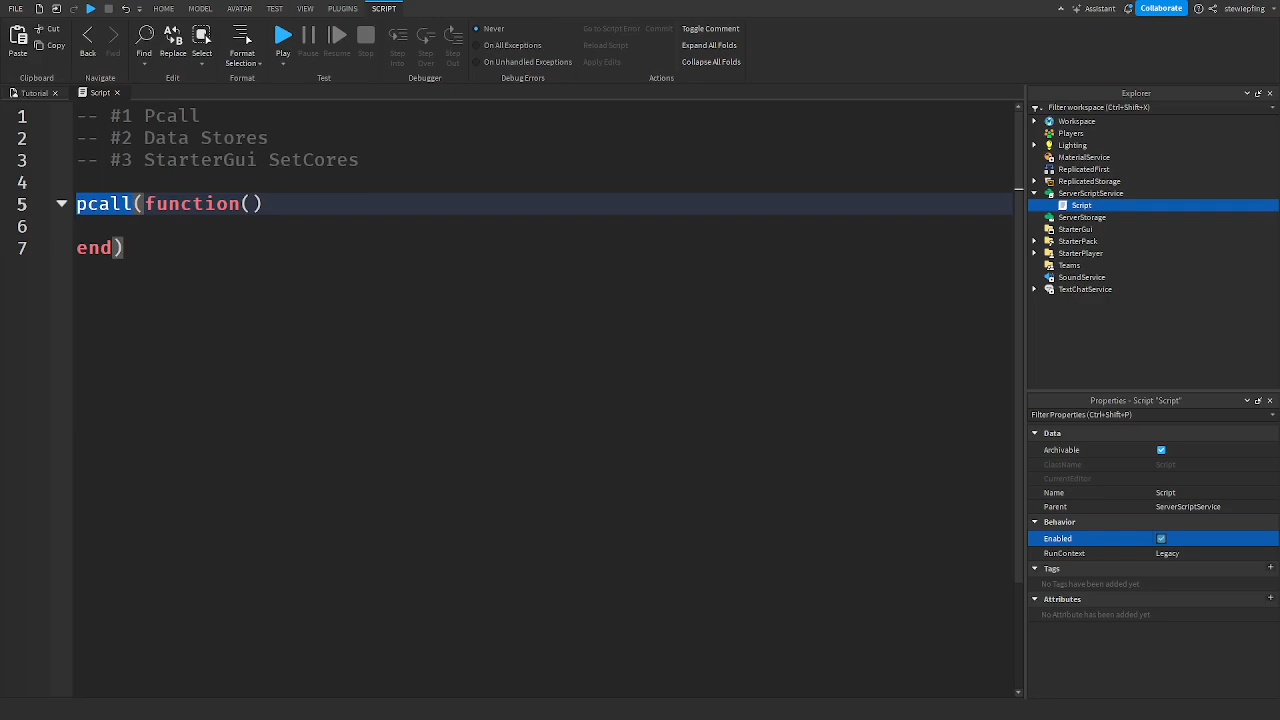 FILE HOME MODEL AVATAR TEST VIEW PLUGINS SCRIPT Assistant Collaborate stewiepfing
Paste Cut Copy Clipboard
Back Fwd Navigate
Find Replace Select Edit
Format Selection Format
Play Pause Resume Stop Test
Step Into Step Over Step Out Debugger
Never Go to Script Error Commit
On All Exceptions Reload Script
On Unhandled Exceptions Apply Edits
Debug Errors
Toggle Comment
Expand All Folds
Collapse All Folds
Actions
Tutorial × Script ×
1 -- #1 Pcall
2 -- #2 Data Stores
3 -- #3 StarterGui SetCores
4
5 pcall(function()
6
7 end)
Explorer
Filter workspace (Ctrl+Shift+X)
Workspace
Players
Lighting
MaterialService
ReplicatedFirst
ReplicatedStorage
ServerScriptService
Script
ServerStorage
StarterGui
StarterPack
StarterPlayer
Teams
SoundService
TextChatService
Properties - Script "Script"
Filter Properties (Ctrl+Shift+P)
Data
Archivable
ClassName Script
CurrentEditor
Name Script
Parent ServerScriptService
Behavior
Enabled
RunContext Legacy
Tags
No Tags have been added yet
Attributes
No Attribute has been added yet